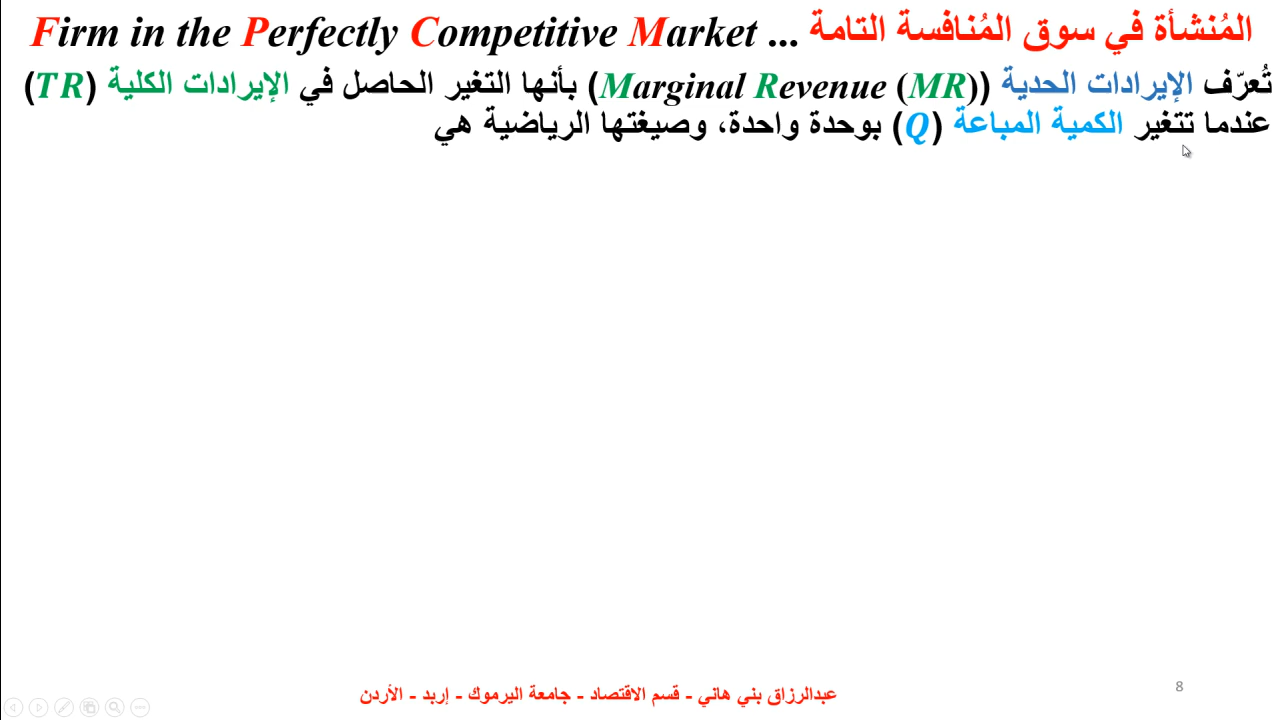 المُنشأة في سوق المُنافسة التامة ... Firm in the Perfectly Competitive Market
تُعرّف الإيرادات الحدية (Marginal Revenue (MR)) بأنها التغير الحاصل في الإيرادات الكلية (TR)
عندما تتغير الكمية المباعة (Q) بوحدة واحدة، وصيغتها الرياضية هي
عبدالرزاق بني هاني - قسم الاقتصاد - جامعة اليرموك - إربد - الأردن
8